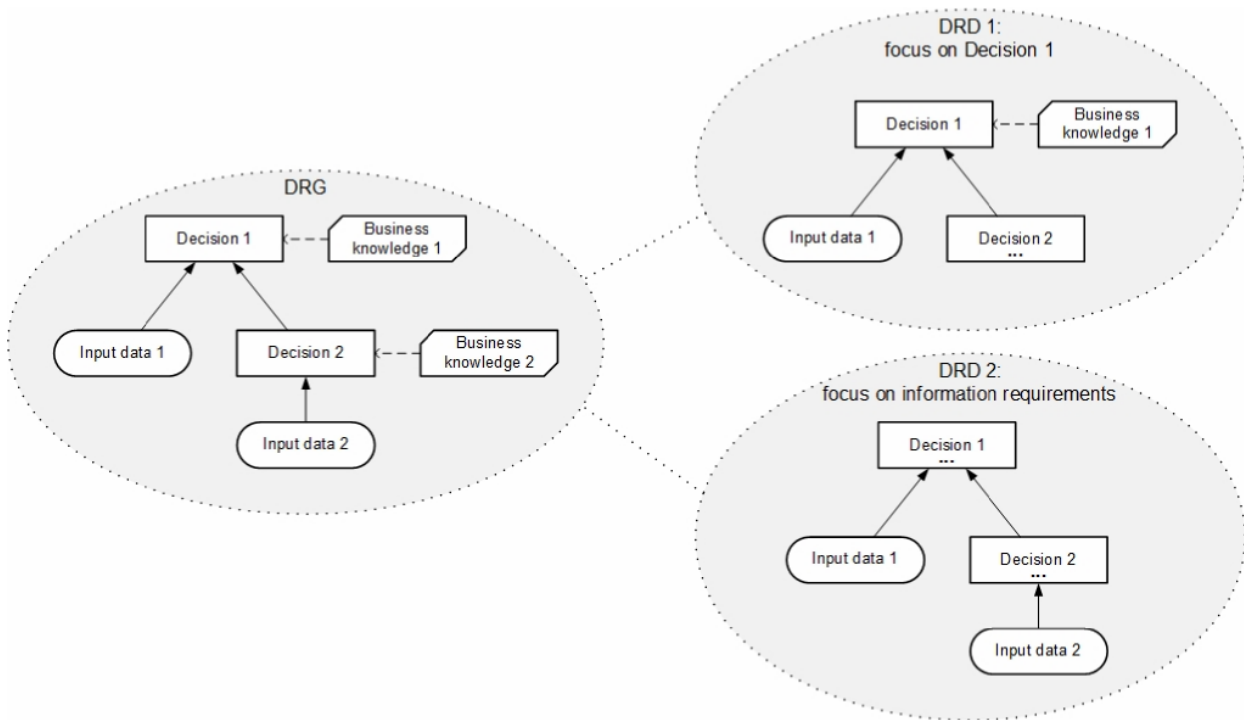 DRG
Decision 1
Business
knowledge 1
Input data 1
Decision 2
Business
knowledge 2
Input data 2
DRD 1:
focus on Decision 1
Decision 1
Business
knowledge 1
Input data 1
Decision 2
...
DRD 2:
focus on information requirements
Decision 1
...
Input data 1
Decision 2
...
Input data 2